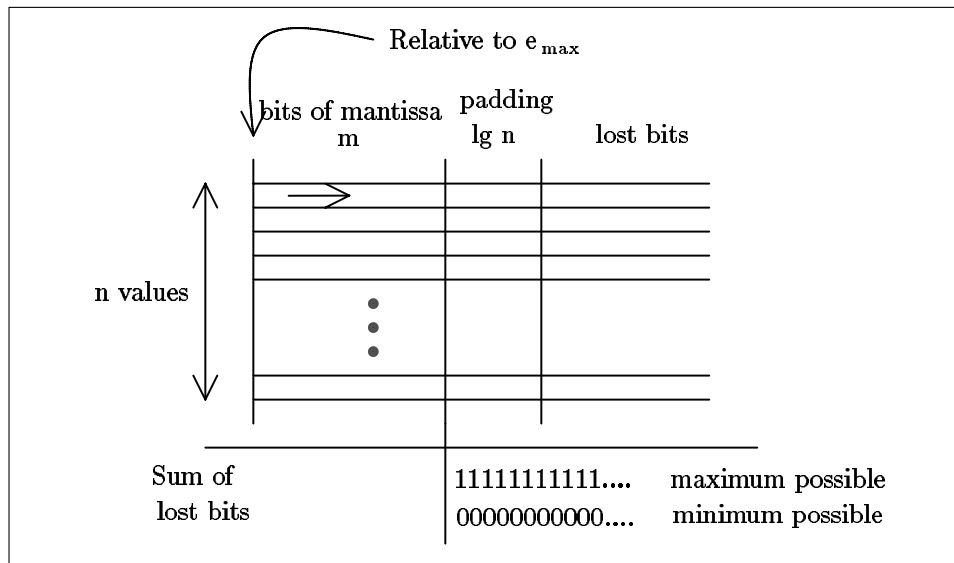 Relative to e max
bits of mantissa
m
padding
lg n
lost bits
n values
Sum of
lost bits
11111111111.... maximum possible
00000000000.... minimum possible